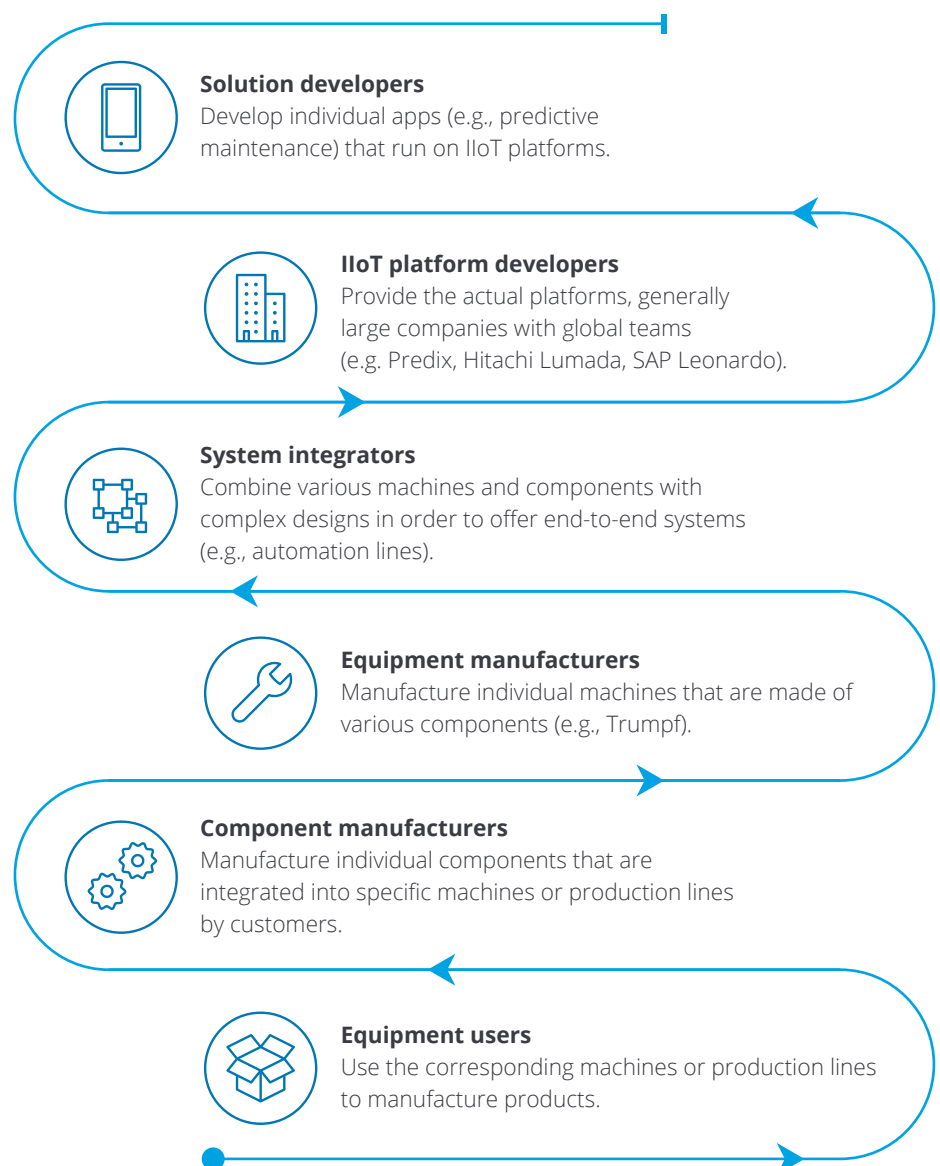 Solution developers
Develop individual apps (e.g., predictive
maintenance) that run on IIoT platforms.
IIoT platform developers
Provide the actual platforms, generally
large companies with global teams
(e.g. Predix, Hitachi Lumada, SAP Leonardo).
System integrators
Combine various machines and components with
complex designs in order to offer end-to-end systems
(e.g., automation lines).
Equipment manufacturers
Manufacture individual machines that are made of
various components (e.g., Trumpf).
Component manufacturers
Manufacture individual components that are
integrated into specific machines or production lines
by customers.
Equipment users
Use the corresponding machines or production lines
to manufacture products.